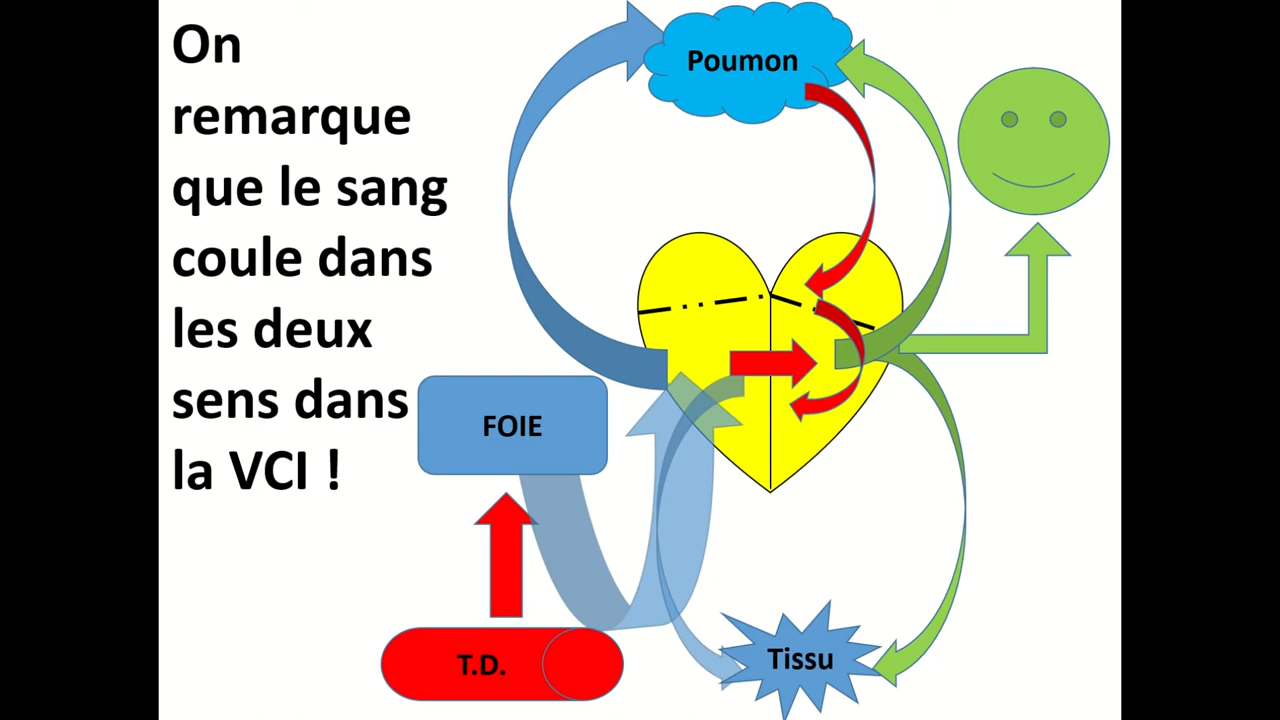 On
remarque
que le sang
coule dans
les deux
sens dans
la VCI !
Poumon
FOIE
T.D.
Tissu